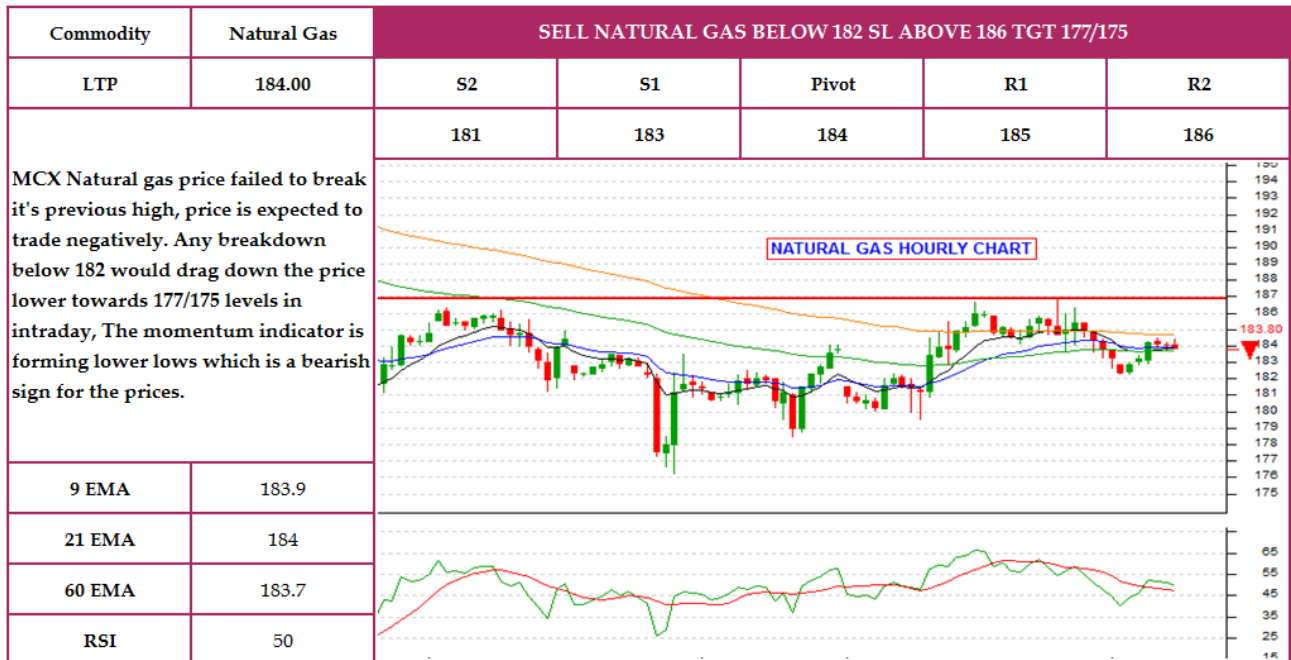 Commodity Natural Gas SELL NATURAL GAS BELOW 182 SL ABOVE 186 TGT 177/175
LTP 184.00 S2 S1 Pivot R1 R2
181 183 184 185 186
MCX Natural gas price failed to break
it's previous high, price is expected to
trade negatively. Any breakdown
below 182 would drag down the price
lower towards 177/175 levels in
intraday, The momentum indicator is
forming lower lows which is a bearish
sign for the prices.
NATURAL GAS HOURLY CHART
195
194
193
192
191
190
189
188
187
186
183.80
184
183
182
181
180
179
178
177
176
175
9 EMA 183.9
21 EMA 184
60 EMA 183.7
RSI 50
65
55
45
35
25
15